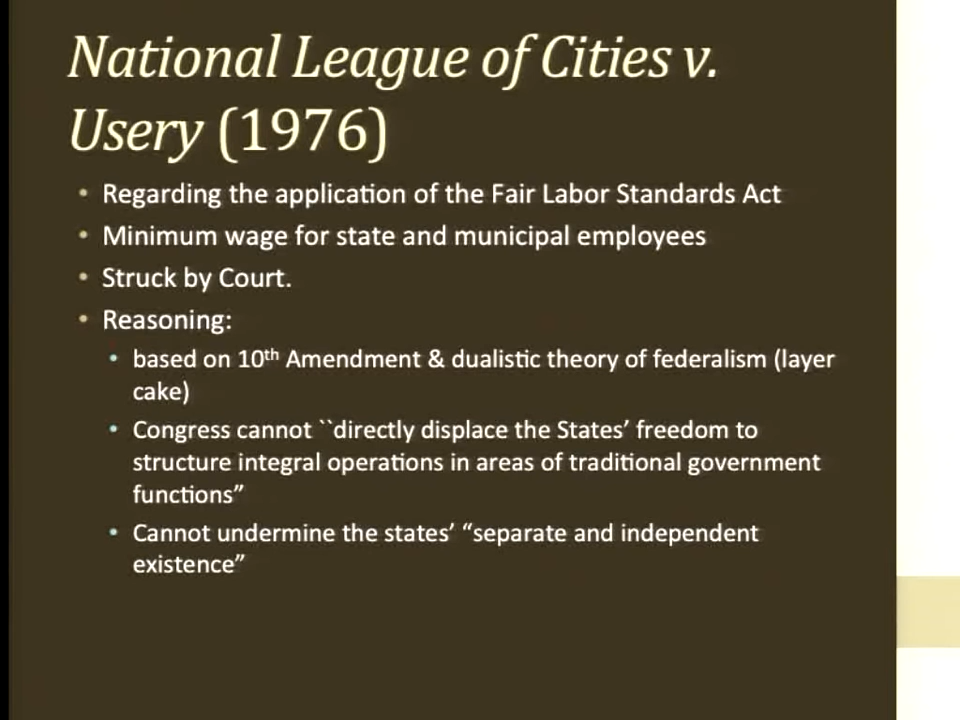 National League of Cities v.
Usery (1976)
• Regarding the application of the Fair Labor Standards Act
• Minimum wage for state and municipal employees
• Struck by Court.
• Reasoning:
• based on 10th Amendment & dualistic theory of federalism (layer
cake)
• Congress cannot ``directly displace the States’ freedom to
structure integral operations in areas of traditional government
functions”
• Cannot undermine the states’ “separate and independent
existence”